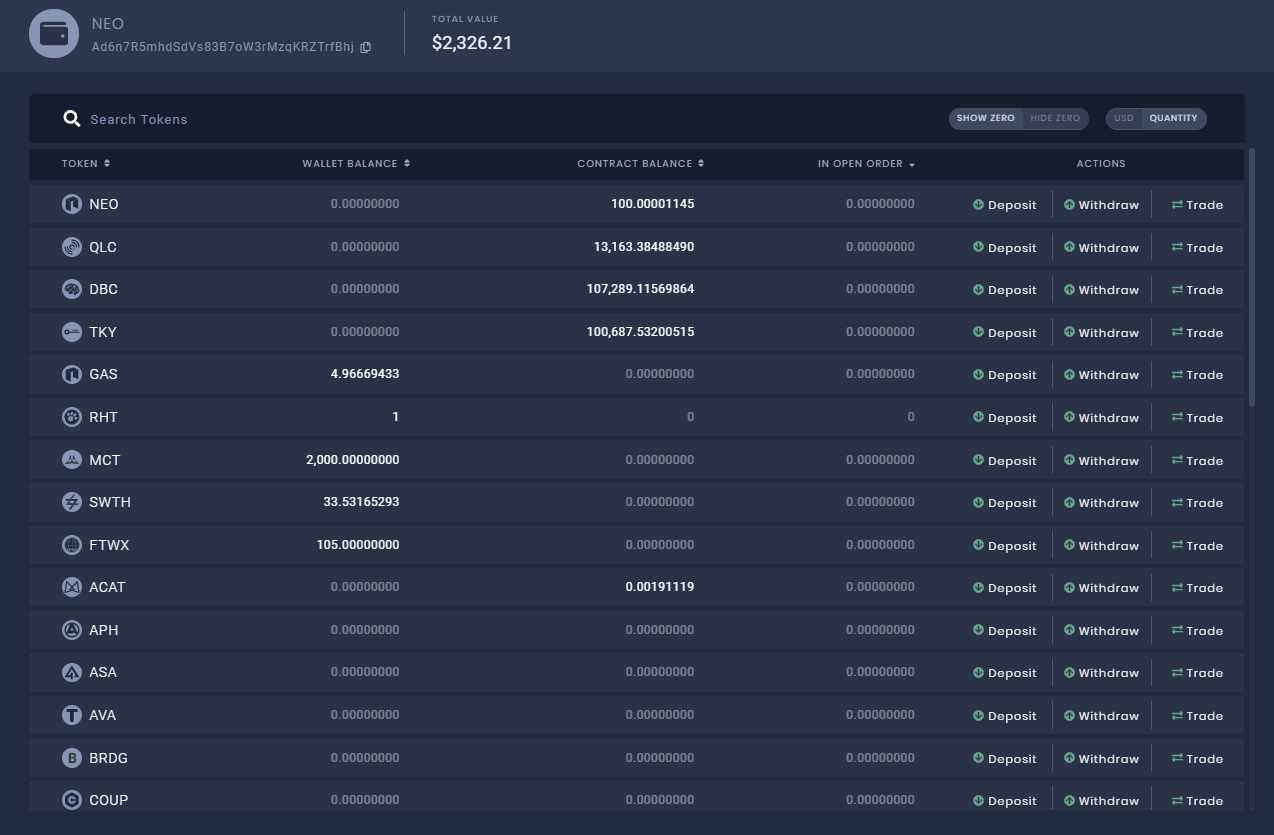 NEO
Ad6n7R5mhdSdVs83B7oW3rMzqKRZTrfBhj
TOTAL VALUE
$2,326.21
Search Tokens
SHOW ZERO HIDE ZERO USD QUANTITY
TOKEN WALLET BALANCE CONTRACT BALANCE IN OPEN ORDER ACTIONS
NEO 0.00000000 100.00001145 0.00000000 Deposit Withdraw Trade
QLC 0.00000000 13,163.38488490 0.00000000 Deposit Withdraw Trade
DBC 0.00000000 107,289.11569864 0.00000000 Deposit Withdraw Trade
TKY 0.00000000 100,687.53200515 0.00000000 Deposit Withdraw Trade
GAS 4.96669433 0.00000000 0.00000000 Deposit Withdraw Trade
RHT 1 0 0 Deposit Withdraw Trade
MCT 2,000.00000000 0.00000000 0.00000000 Deposit Withdraw Trade
SWTH 33.53165293 0.00000000 0.00000000 Deposit Withdraw Trade
FTWX 105.00000000 0.00000000 0.00000000 Deposit Withdraw Trade
ACAT 0.00000000 0.00191119 0.00000000 Deposit Withdraw Trade
APH 0.00000000 0.00000000 0.00000000 Deposit Withdraw Trade
ASA 0.00000000 0.00000000 0.00000000 Deposit Withdraw Trade
AVA 0.00000000 0.00000000 0.00000000 Deposit Withdraw Trade
BRDG 0.00000000 0.00000000 0.00000000 Deposit Withdraw Trade
COUP 0.00000000 0.00000000 0.00000000 Deposit Withdraw Trade